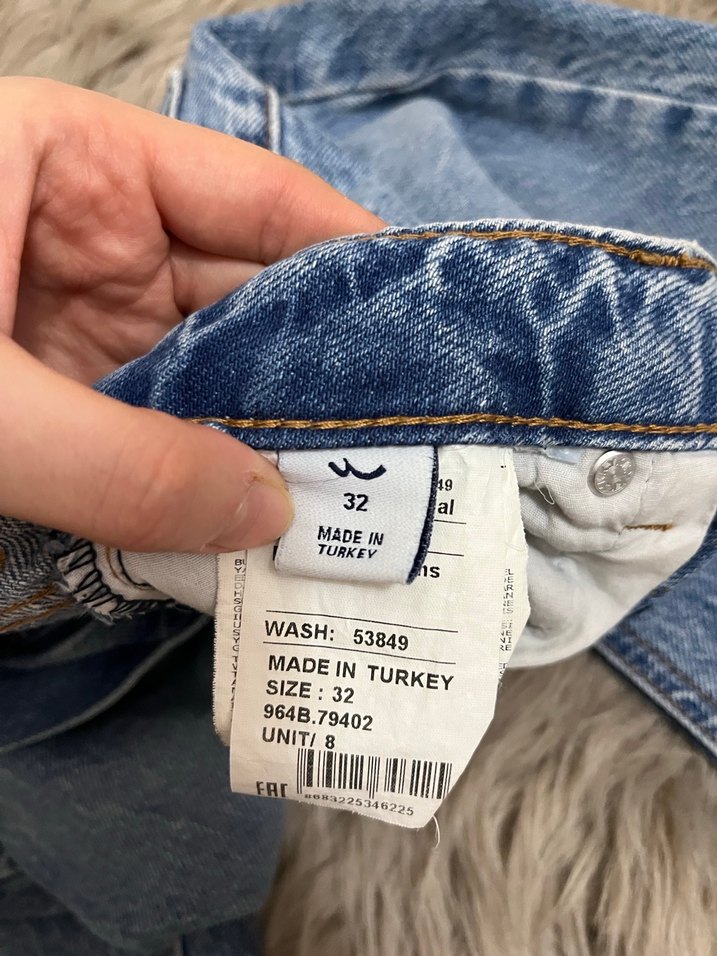 32
MADE IN
TURKEY
49
al
ns
WASH: 53849
MADE IN TURKEY
SIZE : 32
964B.79402
UNIT/ 8
EAC
8683225346225